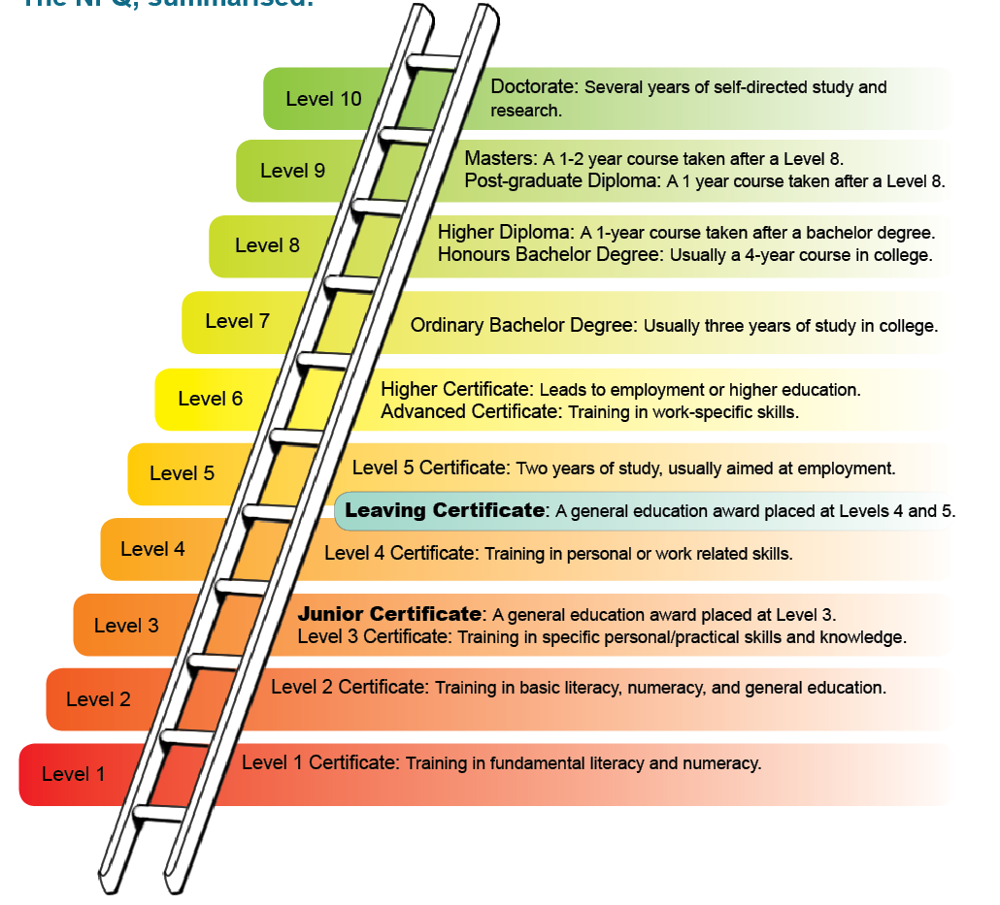 The NFQ, summarised:
Level 10
Doctorate: Several years of self-directed study and
research.
Level 9
Masters: A 1-2 year course taken after a Level 8.
Post-graduate Diploma: A 1 year course taken after a Level 8.
Level 8
Higher Diploma: A 1-year course taken after a bachelor degree.
Honours Bachelor Degree: Usually a 4-year course in college.
Level 7
Ordinary Bachelor Degree: Usually three years of study in college.
Level 6
Higher Certificate: Leads to employment or higher education.
Advanced Certificate: Training in work-specific skills.
Level 5
Level 5 Certificate: Two years of study, usually aimed at employment.
Leaving Certificate: A general education award placed at Levels 4 and 5.
Level 4
Level 4 Certificate: Training in personal or work related skills.
Level 3
Junior Certificate: A general education award placed at Level 3.
Level 3 Certificate: Training in specific personal/practical skills and knowledge.
Level 2
Level 2 Certificate: Training in basic literacy, numeracy, and general education.
Level 1
Level 1 Certificate: Training in fundamental literacy and numeracy.